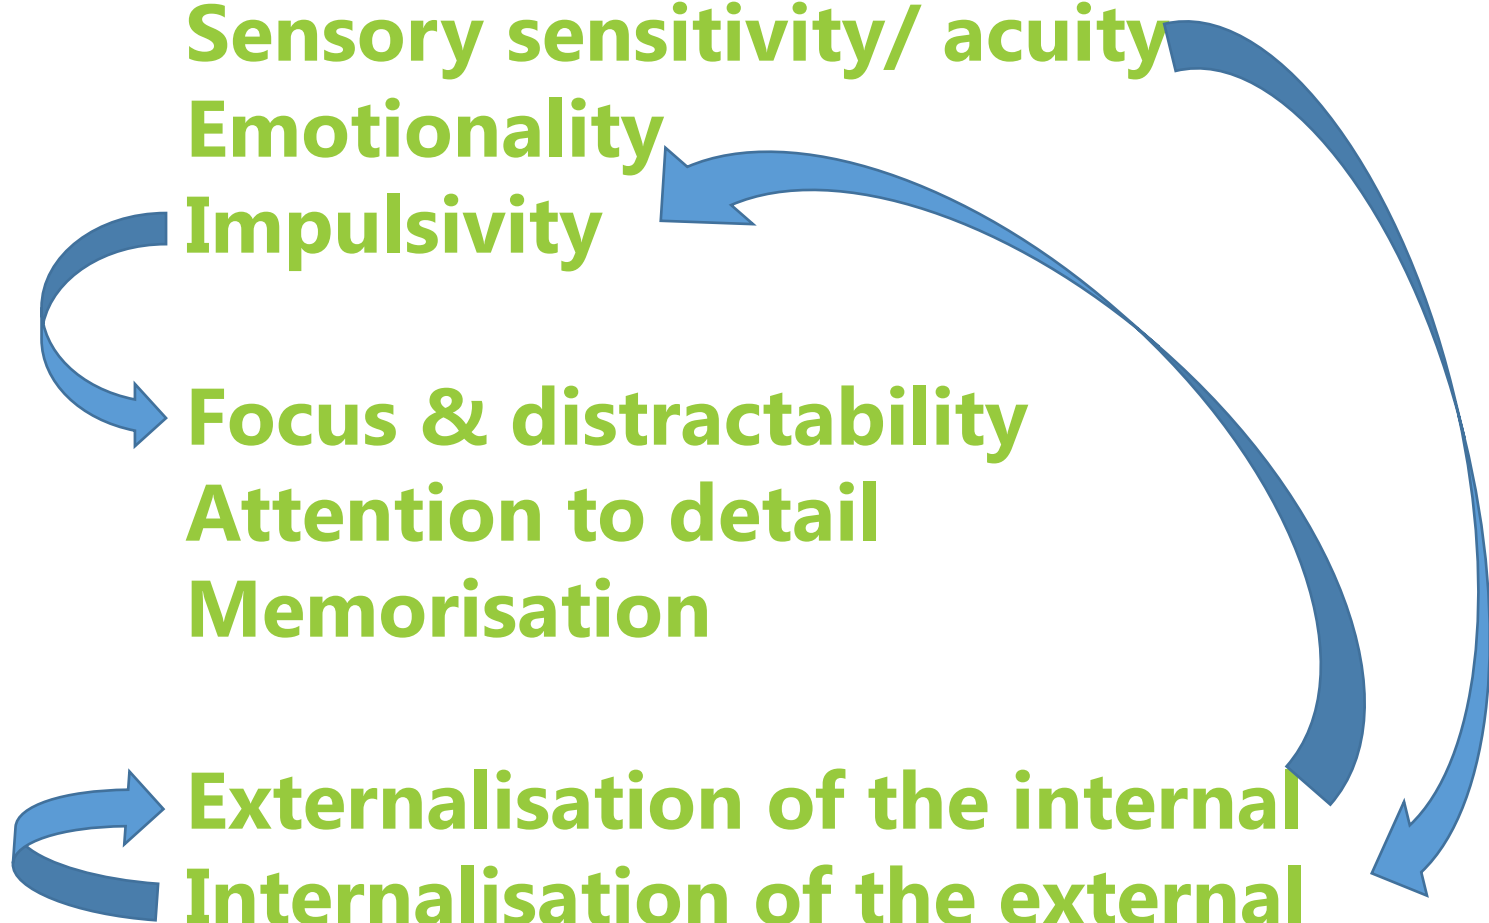 Sensory sensitivity/ acuity
Emotionality
Impulsivity
Focus & distractability
Attention to detail
Memorisation
Externalisation of the internal
Internalisation of the external